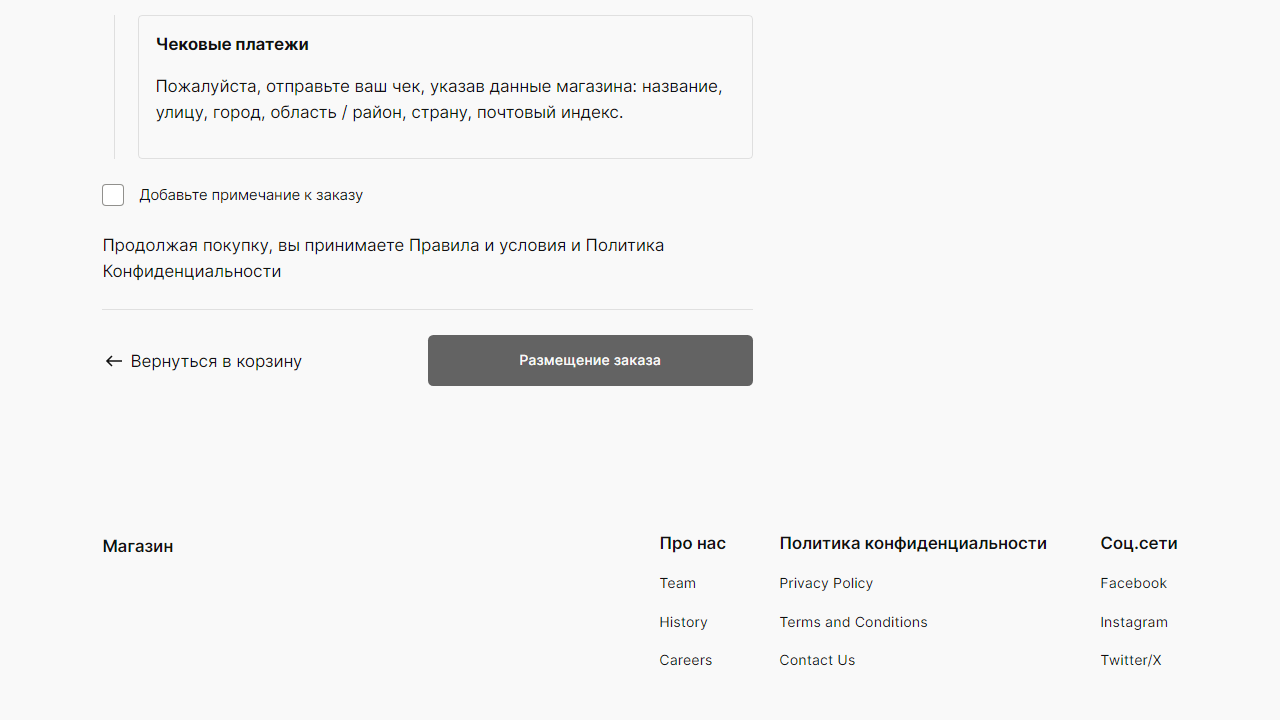 Чековые платежи
Пожалуйста, отправьте ваш чек, указав данные магазина: название,
улицу, город, область / район, страну, почтовый индекс.
Добавьте примечание к заказу
Продолжая покупку, вы принимаете Правила и условия и Политика
Конфиденциальности
Вернуться в корзину
Размещение заказа
Магазин
Про нас
Team
History
Careers
Политика конфиденциальности
Privacy Policy
Terms and Conditions
Contact Us
Соц.сети
Facebook
Instagram
Twitter/X